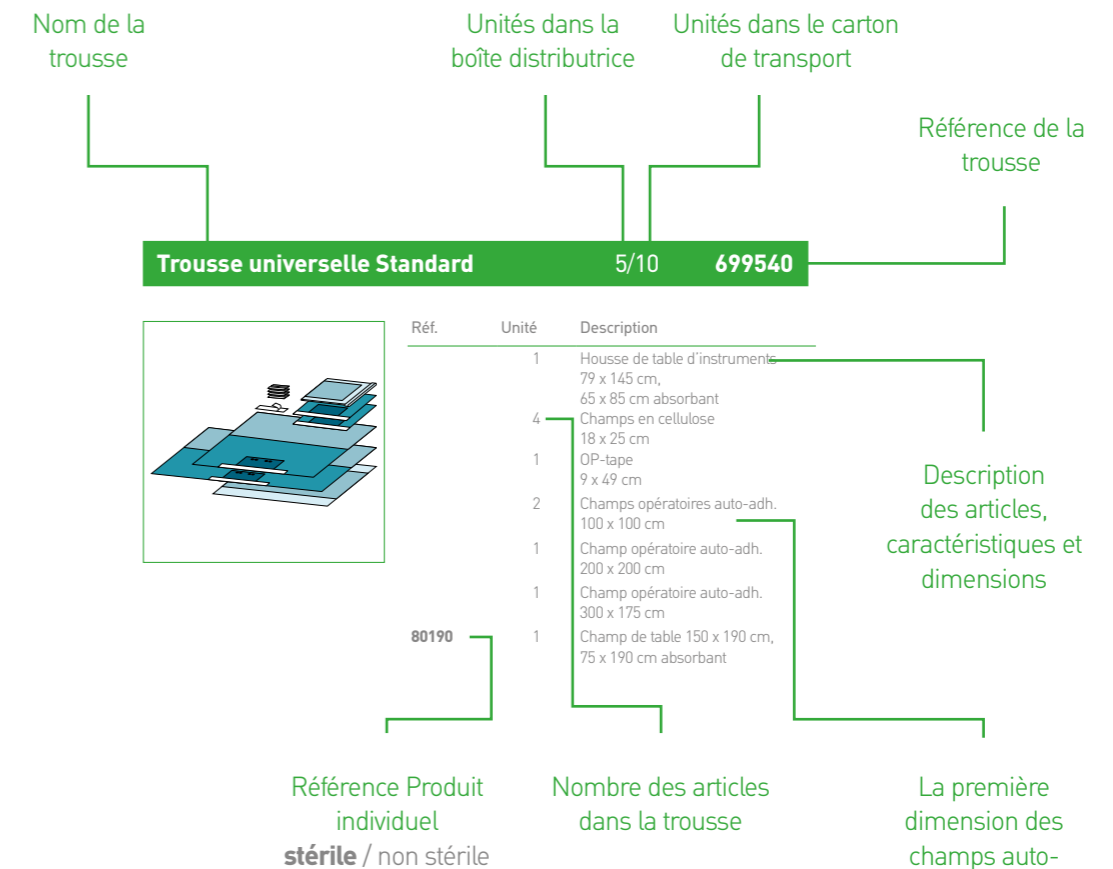 Nom de la
trousse
Unités dans la
boîte distributrice
Unités dans le carton
de transport
Référence de la
trousse
Trousse universelle Standard 5/10 699540
Réf. Unité Description
1 Housse de table d'instruments
79 x 145 cm,
65 x 85 cm absorbant
4 Champs en cellulose
18 x 25 cm
1 OP-tape
9 x 49 cm
2 Champs opératoires auto-adh.
100 x 100 cm
1 Champ opératoire auto-adh.
200 x 200 cm
1 Champ opératoire auto-adh.
300 x 175 cm
80190 1 Champ de table 150 x 190 cm,
75 x 190 cm absorbant
Description
des articles,
caractéristiques et
dimensions
Référence Produit
individuel
stérile / non stérile
Nombre des articles
dans la trousse
La première
dimension des
champs auto-